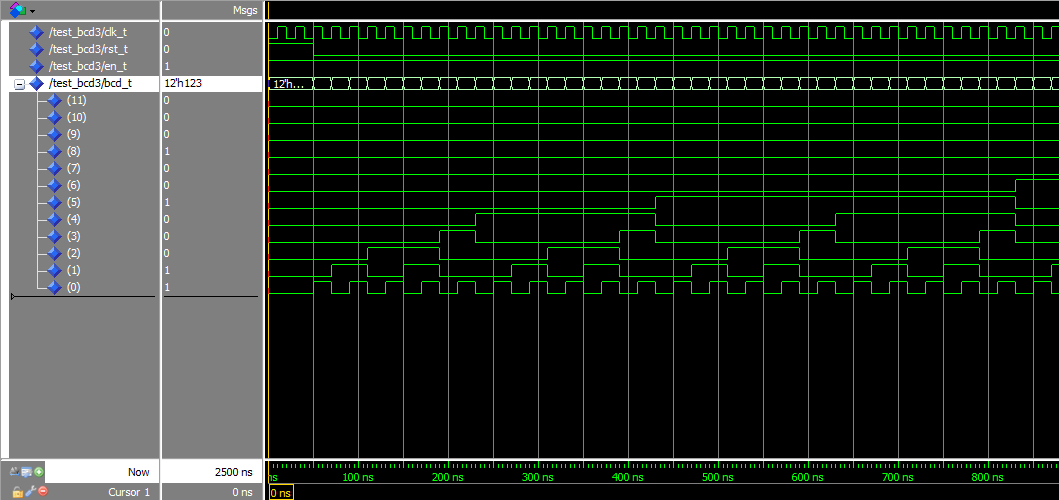 Msgs
/test_bcd3/clk_t 0
/test_bcd3/rst_t 0
/test_bcd3/en_t 1
/test_bcd3/bcd_t 12'h123 12'h...
(11) 0
(10) 0
(9) 0
(8) 1
(7) 0
(6) 0
(5) 1
(4) 0
(3) 0
(2) 0
(1) 1
(0) 1
Now 2500 ns ns 100 ns 200 ns 300 ns 400 ns 500 ns 600 ns 700 ns 800 ns
Cursor 1 0 ns 0 ns